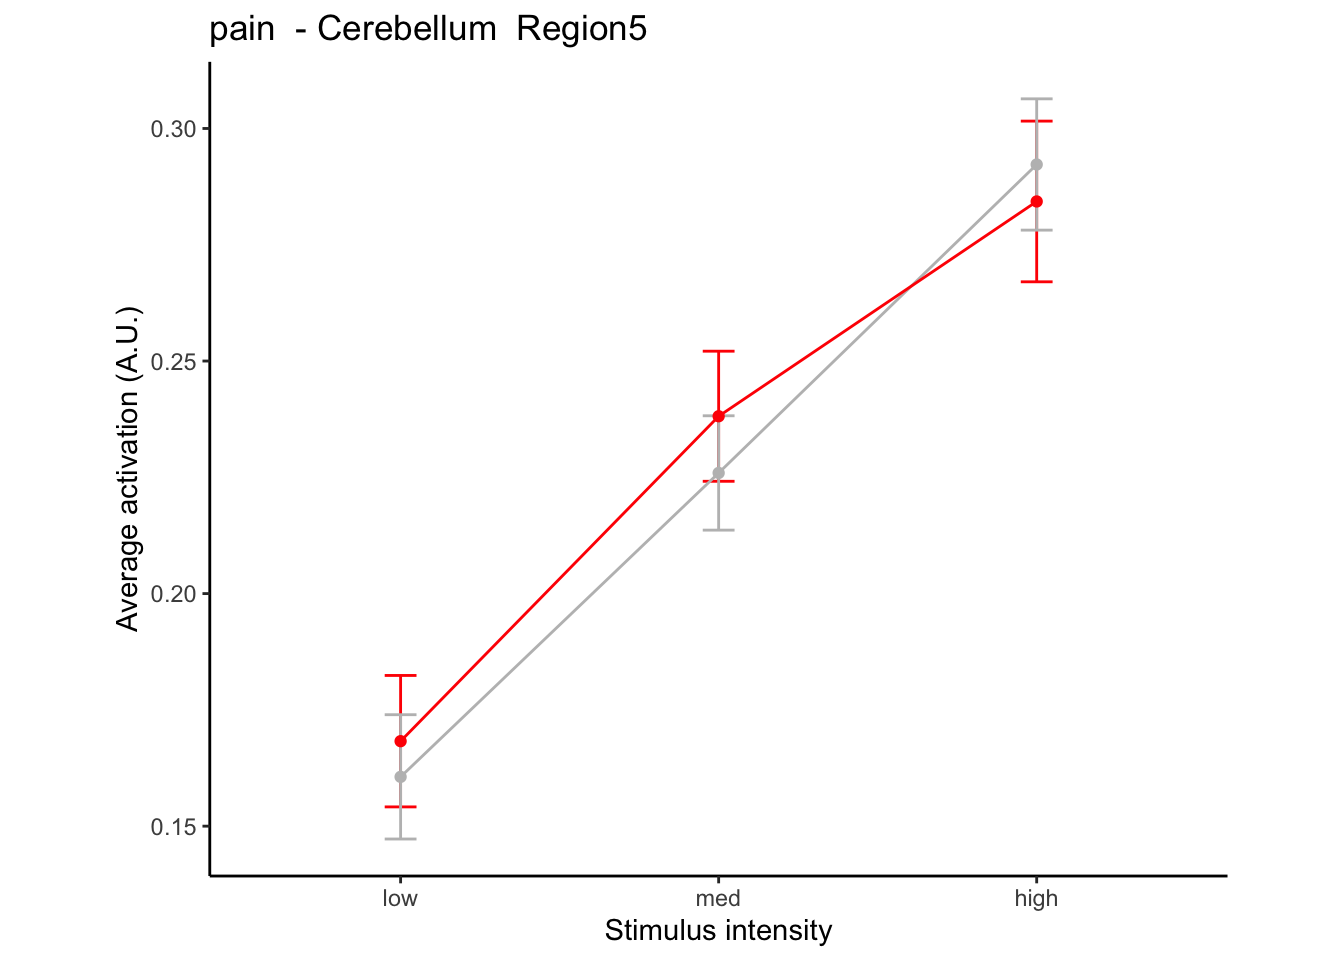 pain  - Cerebellum  Region5
Average activation (A.U.)
0.30
0.25
0.20
0.15
low
med
high
Stimulus intensity